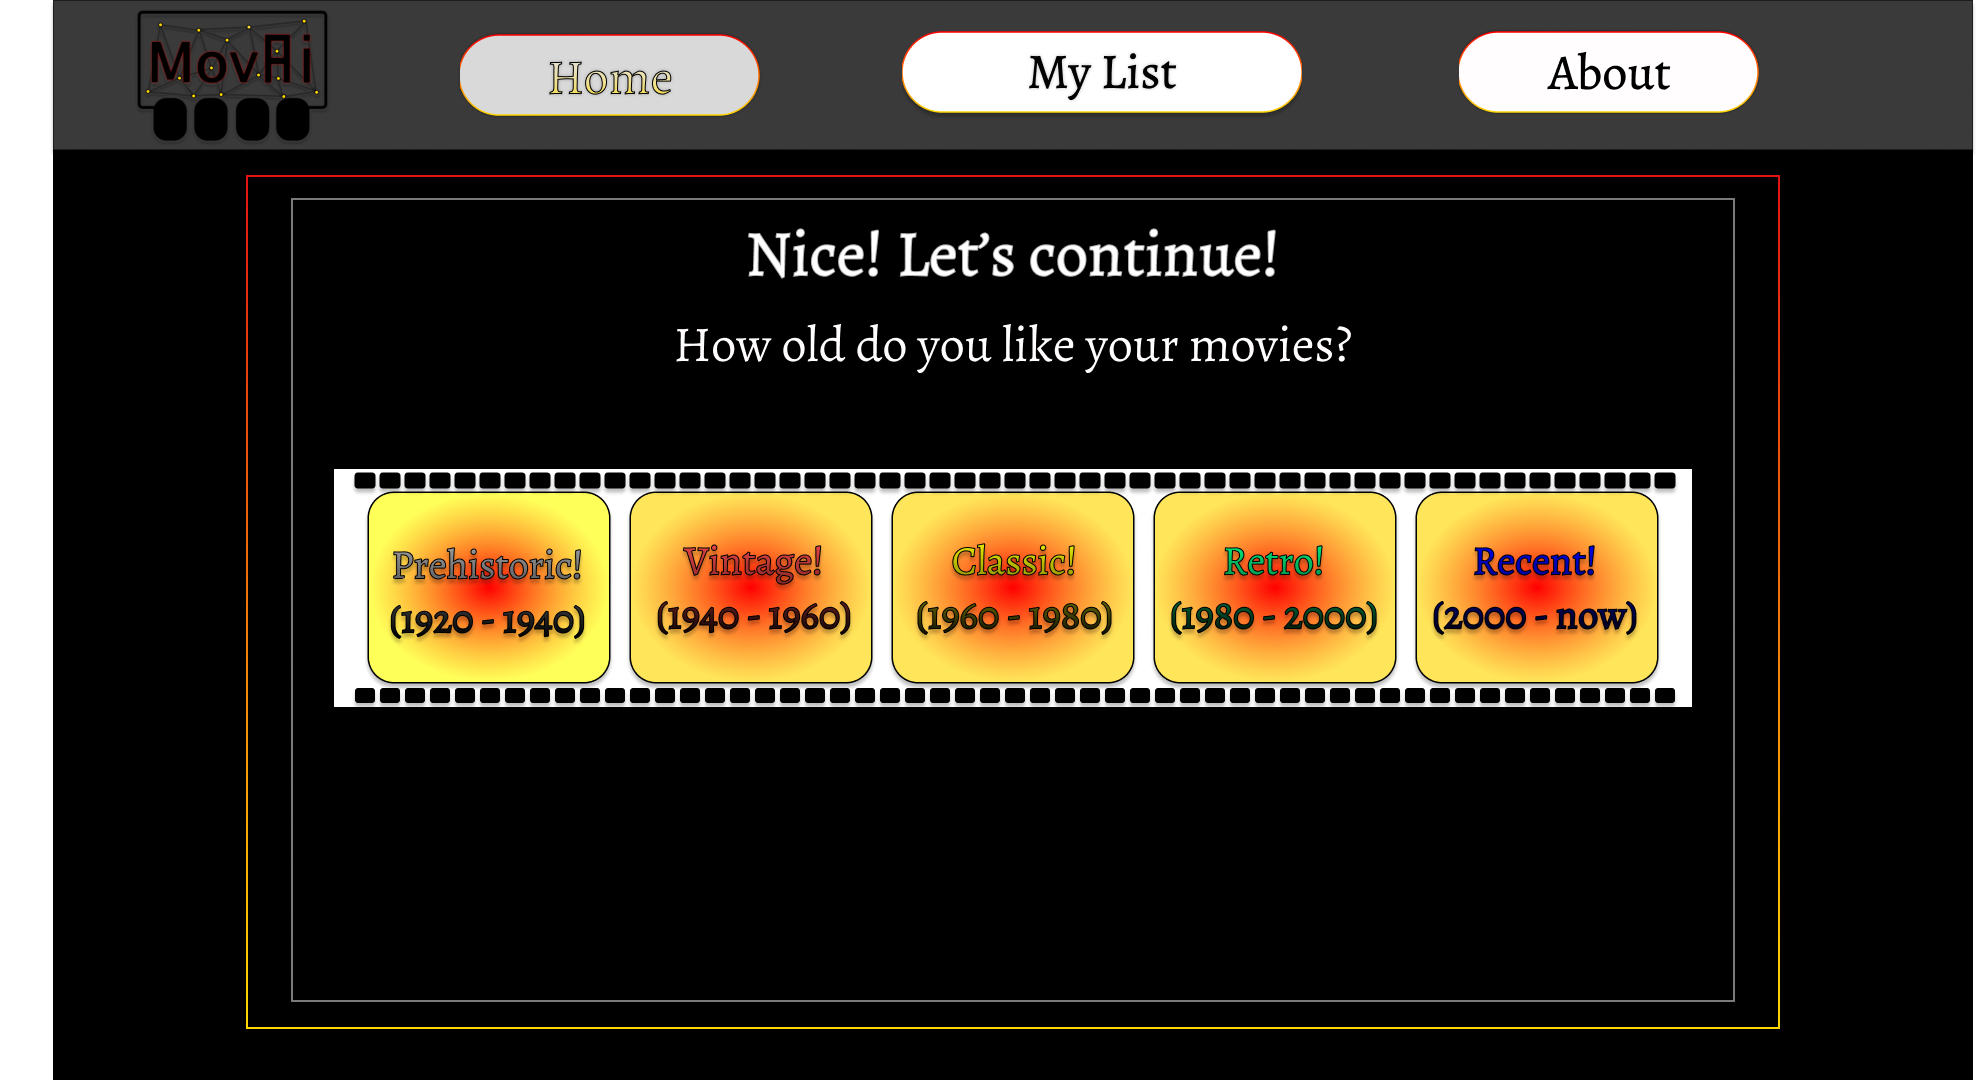 MovAi
Home
My List
About
Nice! Let's continue!
How old do you like your movies?
Prehistoric!
(1920 - 1940)
Vintage!
(1940 - 1960)
Classic!
(1960 - 1980)
Retro!
(1980 - 2000)
Recent!
(2000 - now)